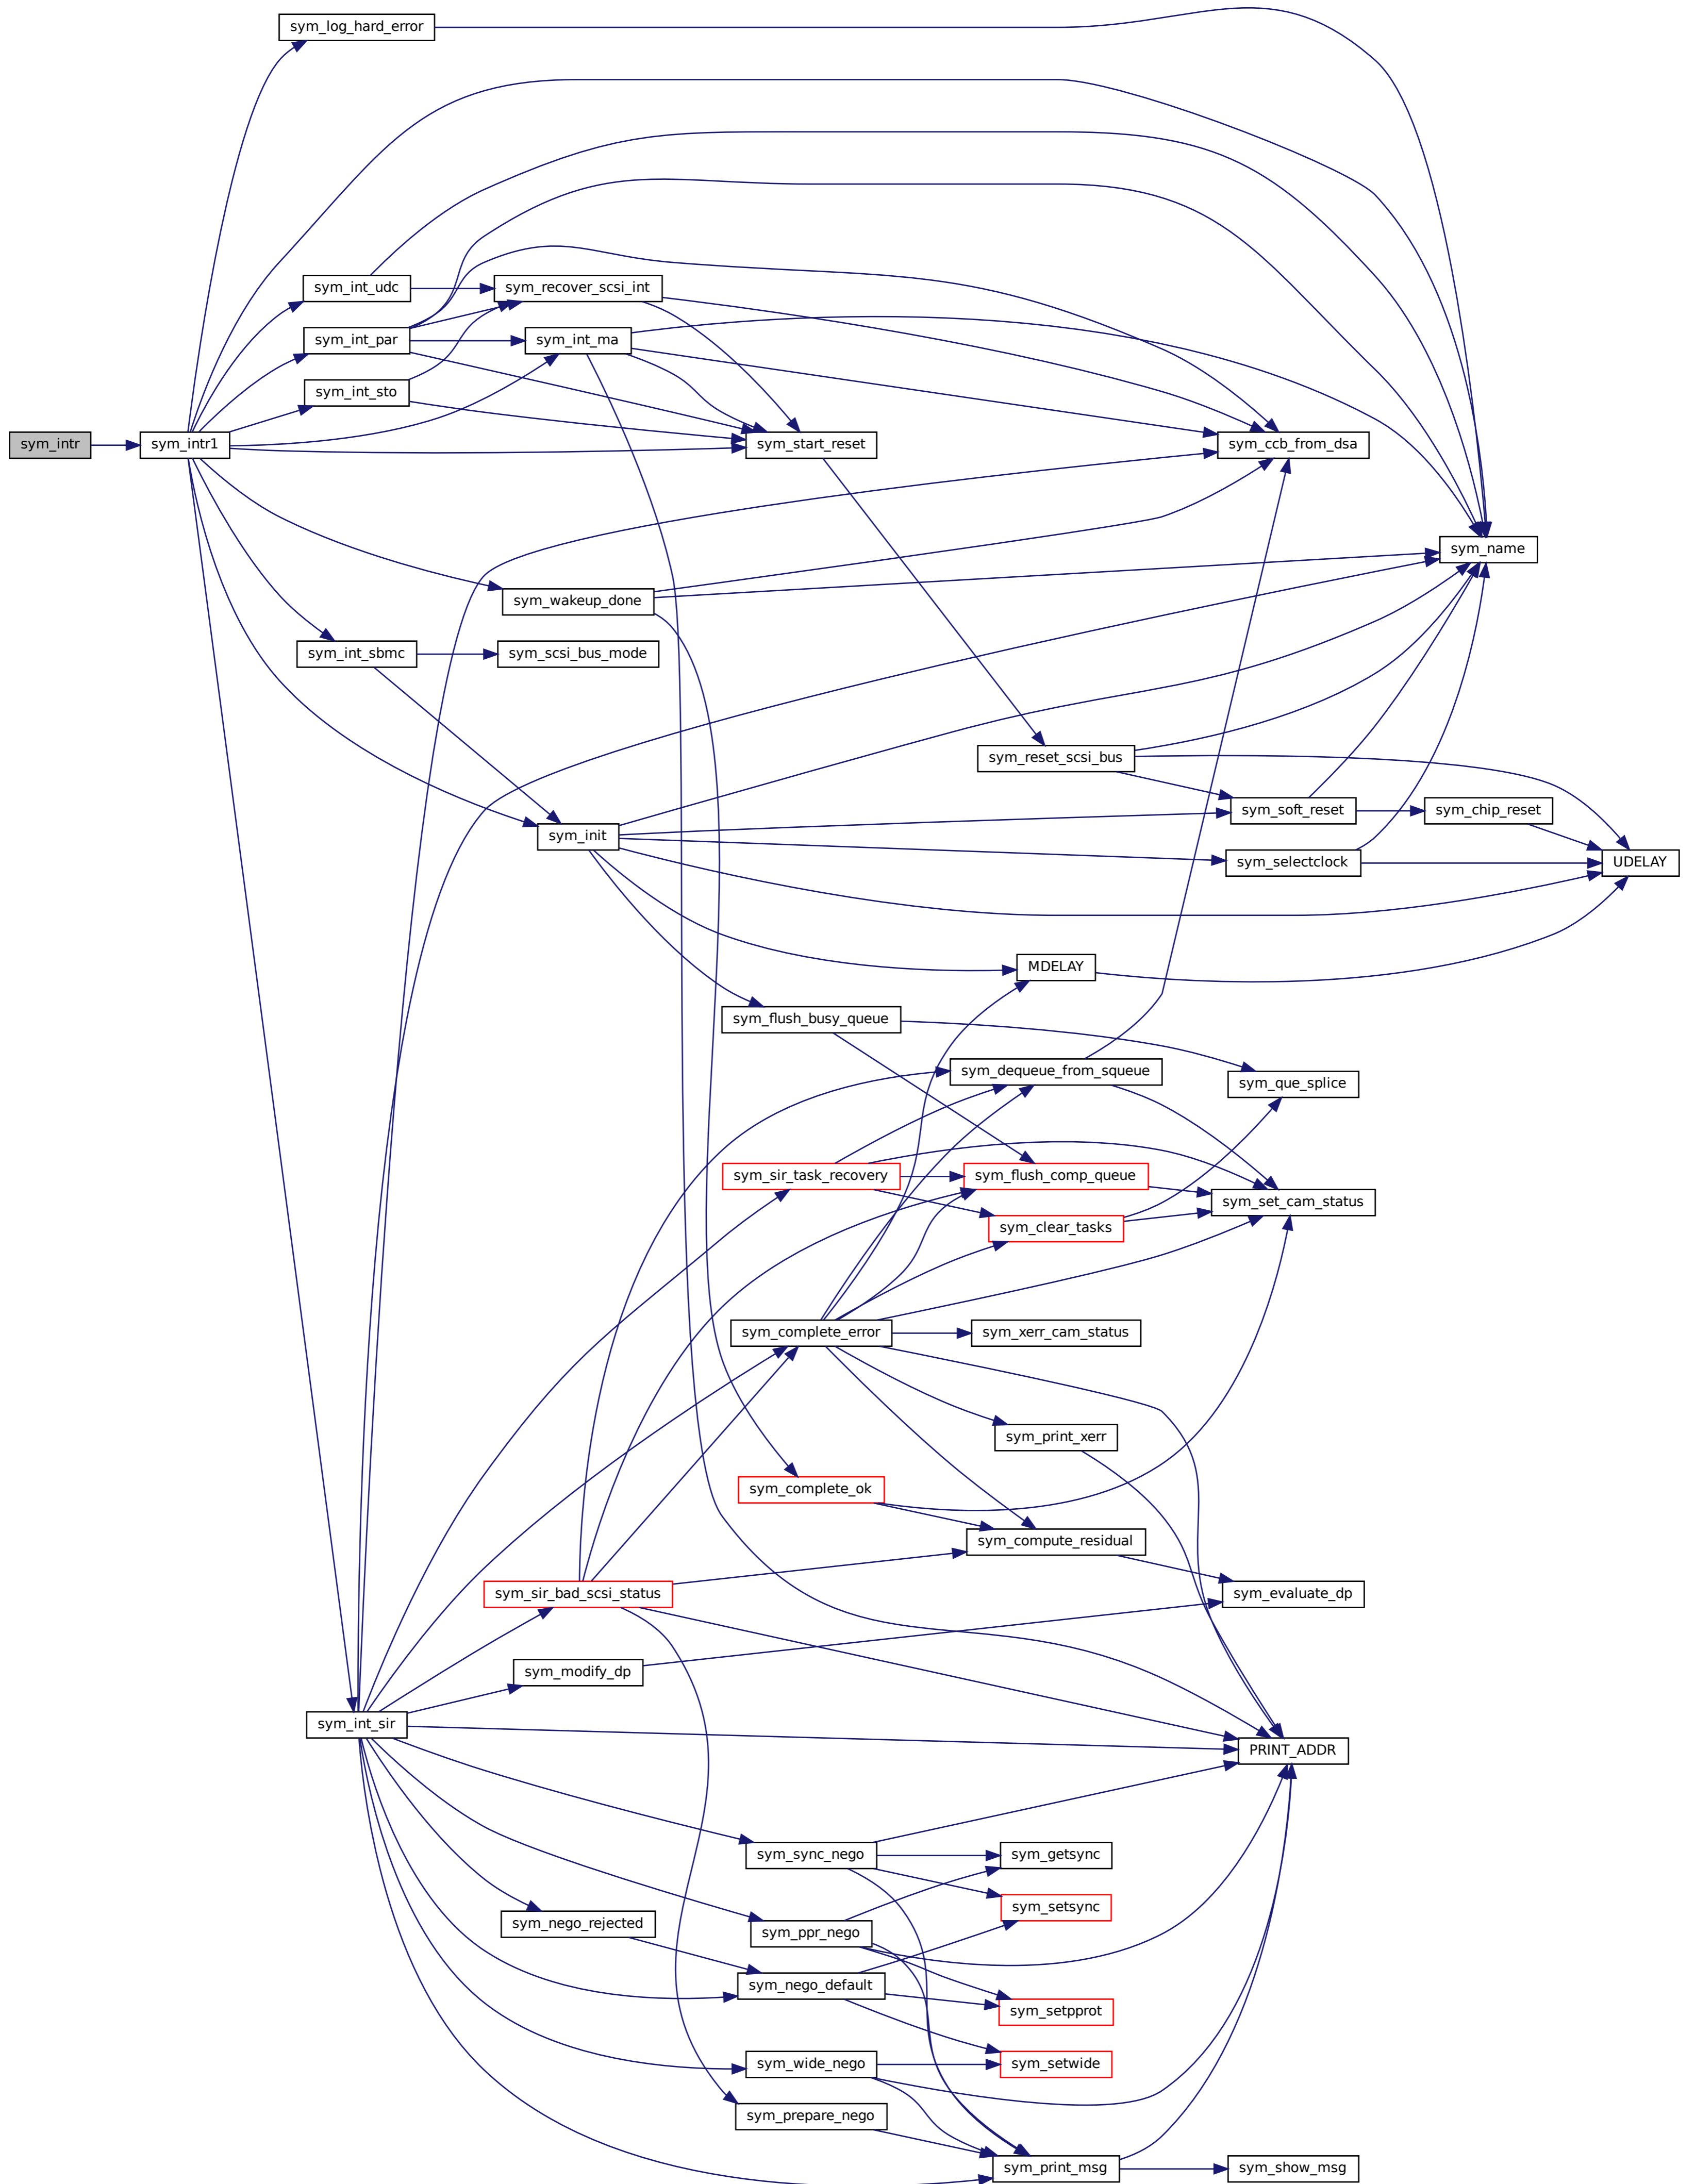 sym_log_hard_error
sym_int_udc
sym_recover_scsi_int
sym_int_par
sym_int_ma
sym_int_sto
sym_intr
sym_intr1
sym_start_reset
sym_ccb_from_dsa
sym_name
sym_wakeup_done
sym_int_sbmc
sym_scsi_bus_mode
sym_reset_scsi_bus
sym_soft_reset
sym_chip_reset
sym_init
sym_selectclock
UDELAY
MDELAY
sym_flush_busy_queue
sym_dequeue_from_squeue
sym_que_splice
sym_sir_task_recovery
sym_flush_comp_queue
sym_set_cam_status
sym_clear_tasks
sym_complete_error
sym_xerr_cam_status
sym_print_xerr
sym_complete_ok
sym_compute_residual
sym_sir_bad_scsi_status
sym_evaluate_dp
sym_modify_dp
sym_int_sir
PRINT_ADDR
sym_sync_nego
sym_getsync
sym_setsync
sym_nego_rejected
sym_ppr_nego
sym_nego_default
sym_setpprot
sym_wide_nego
sym_setwide
sym_prepare_nego
sym_print_msg
sym_show_msg